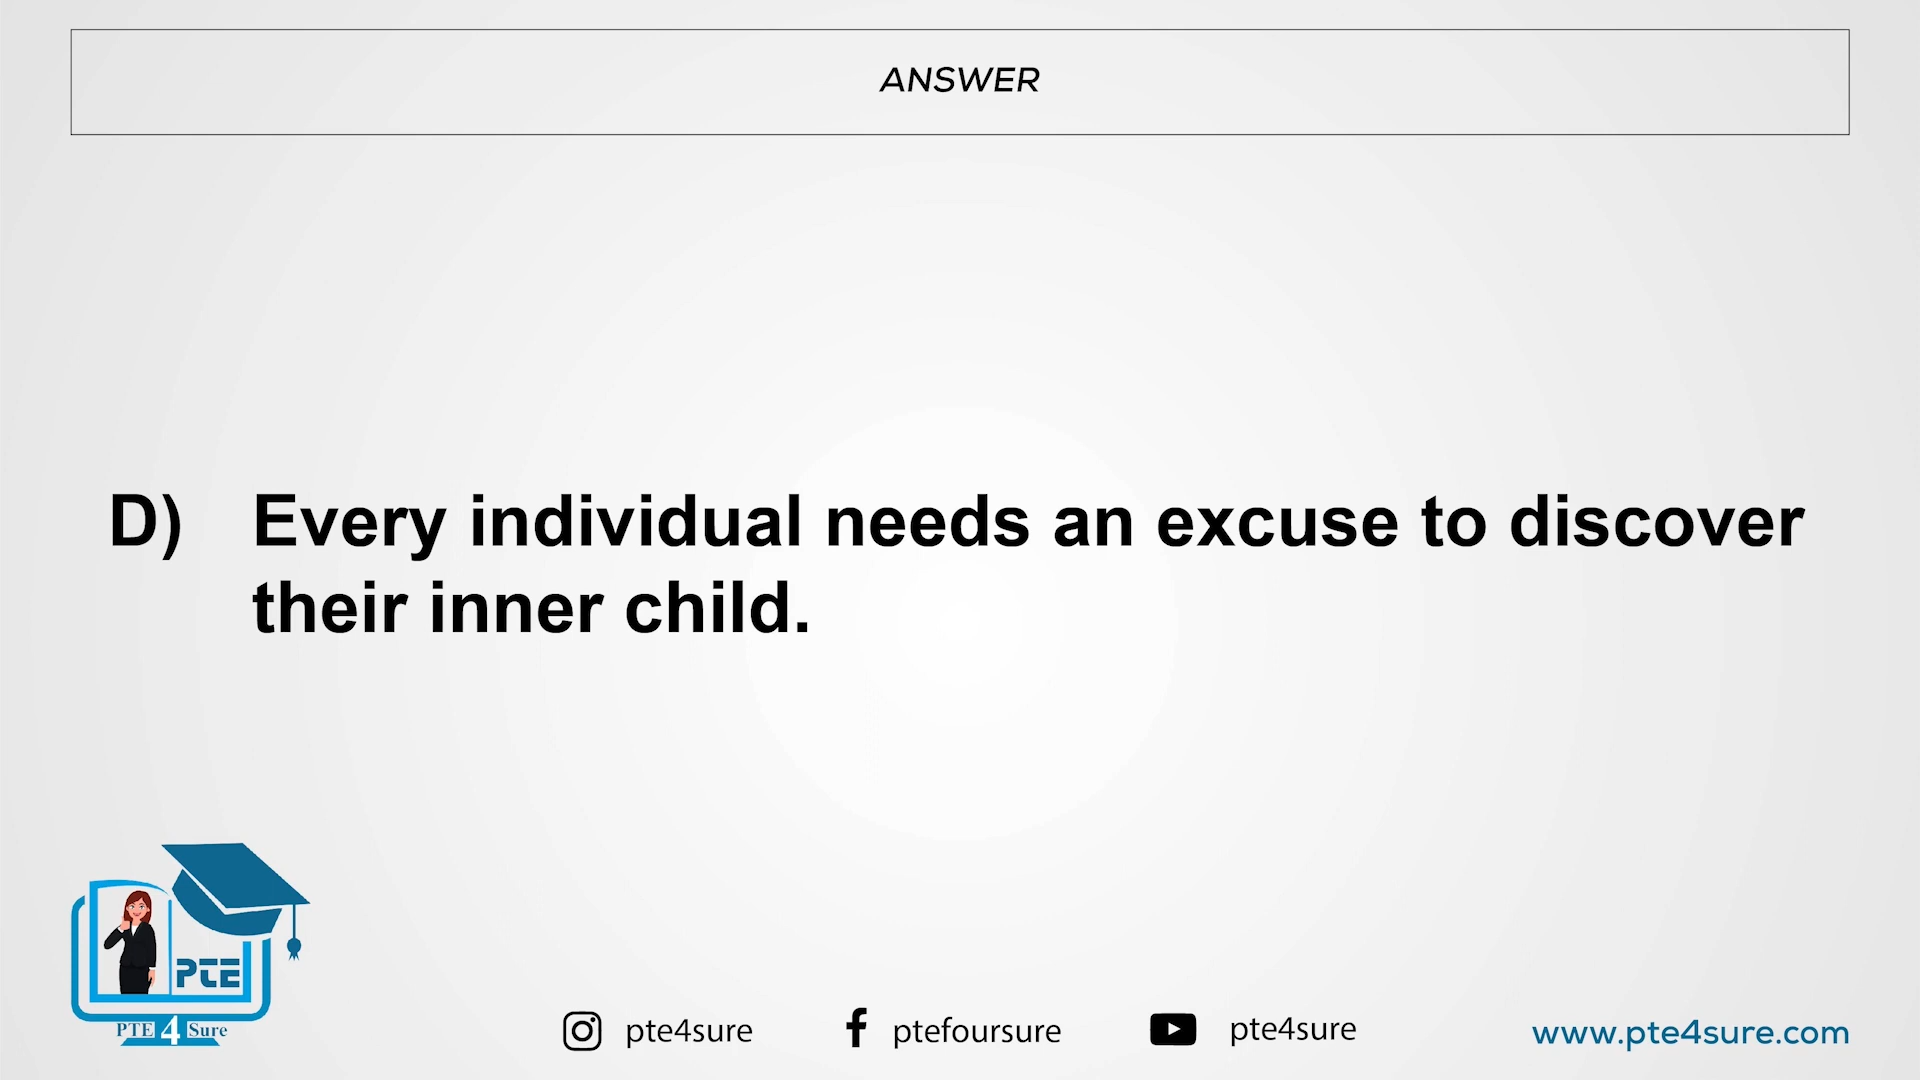 ANSWER
D) Every individual needs an excuse to discover
their inner child.
PTE
PTE 4 Sure
pte4sure ptefoursure pte4sure www.pte4sure.com